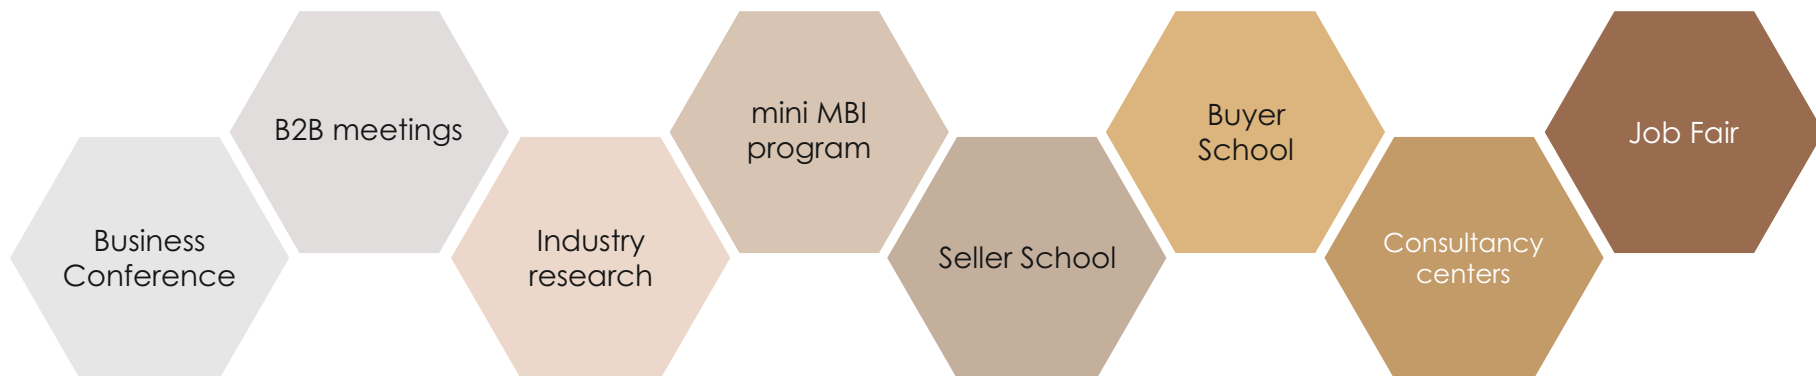 Business
Conference
B2B meetings
Industry
research
mini MBI
program
Seller School
Buyer
School
Consultancy
centers
Job Fair